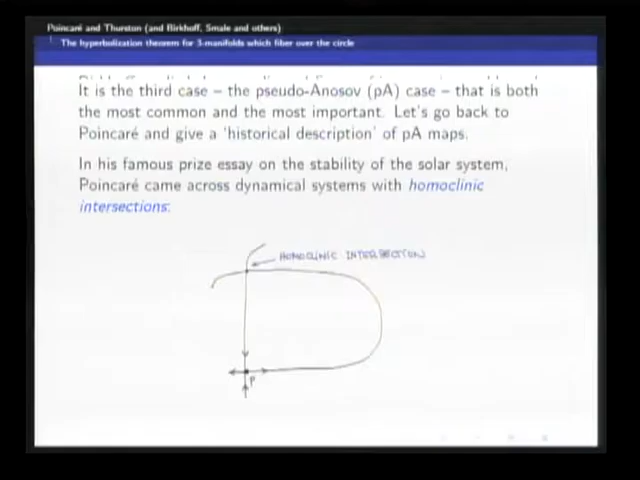 Poincaré and Thurston (and Birkhoff, Smale and others)
The hyperbolization theorem for 3-manifolds which fiber over the circle
It is the third case – the pseudo-Anosov (pA) case – that is both
the most common and the most important. Let's go back to
Poincaré and give a 'historical description' of pA maps.
In his famous prize essay on the stability of the solar system,
Poincaré came across dynamical systems with homoclinic
intersections:
HOMOCLINIC INTERSECTION
P